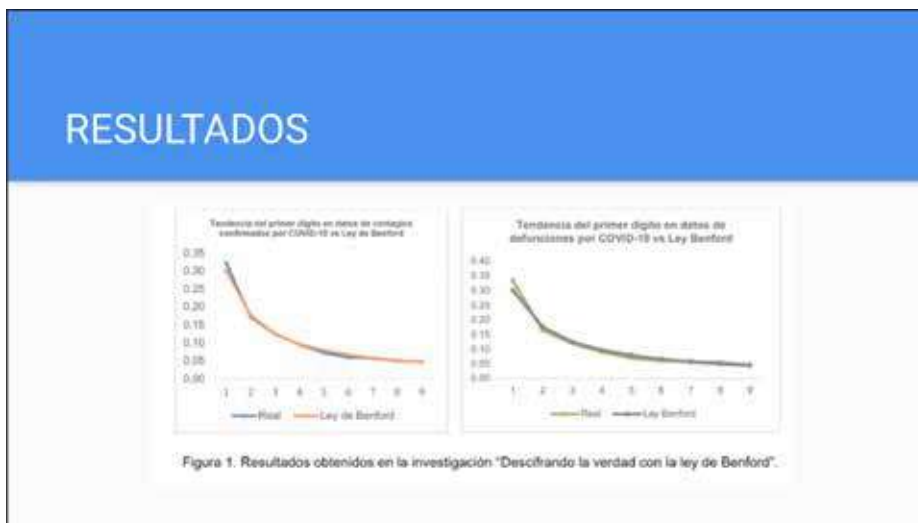 RESULTADOS
Tendencia del primer dígito en datos de contagios
confirmados por COVID-19 vs Ley de Benford
0.35
0.30
0.25
0.20
0.15
0.10
0.05
0.00
1 2 3 4 5 6 7 8 9
Real Ley de Benford
Tendencia del primer dígito en datos de
defunciones por COVID-19 vs Ley Benford
0.40
0.35
0.30
0.25
0.20
0.15
0.10
0.05
0.00
1 2 3 4 5 6 7 8 9
Real Ley Benford
Figura 1. Resultados obtenidos en la investigación "Descifrando la verdad con la ley de Benford".